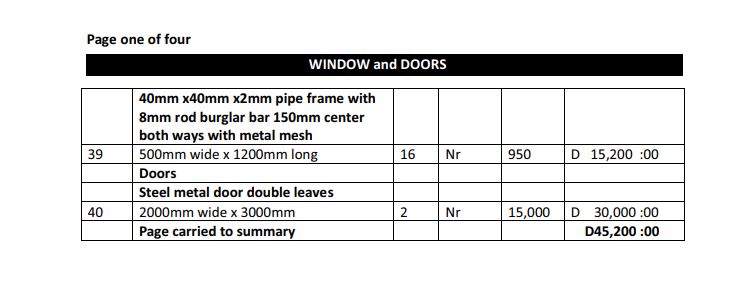 Page one of four
WINDOW and DOORS
40mm x40mm x2mm pipe frame with
8mm rod burglar bar 150mm center
both ways with metal mesh
39 500mm wide x 1200mm long 16 Nr 950 D 15,200 :00
Doors
Steel metal door double leaves
40 2000mm wide x 3000mm 2 Nr 15,000 D 30,000 :00
Page carried to summary D45,200 :00